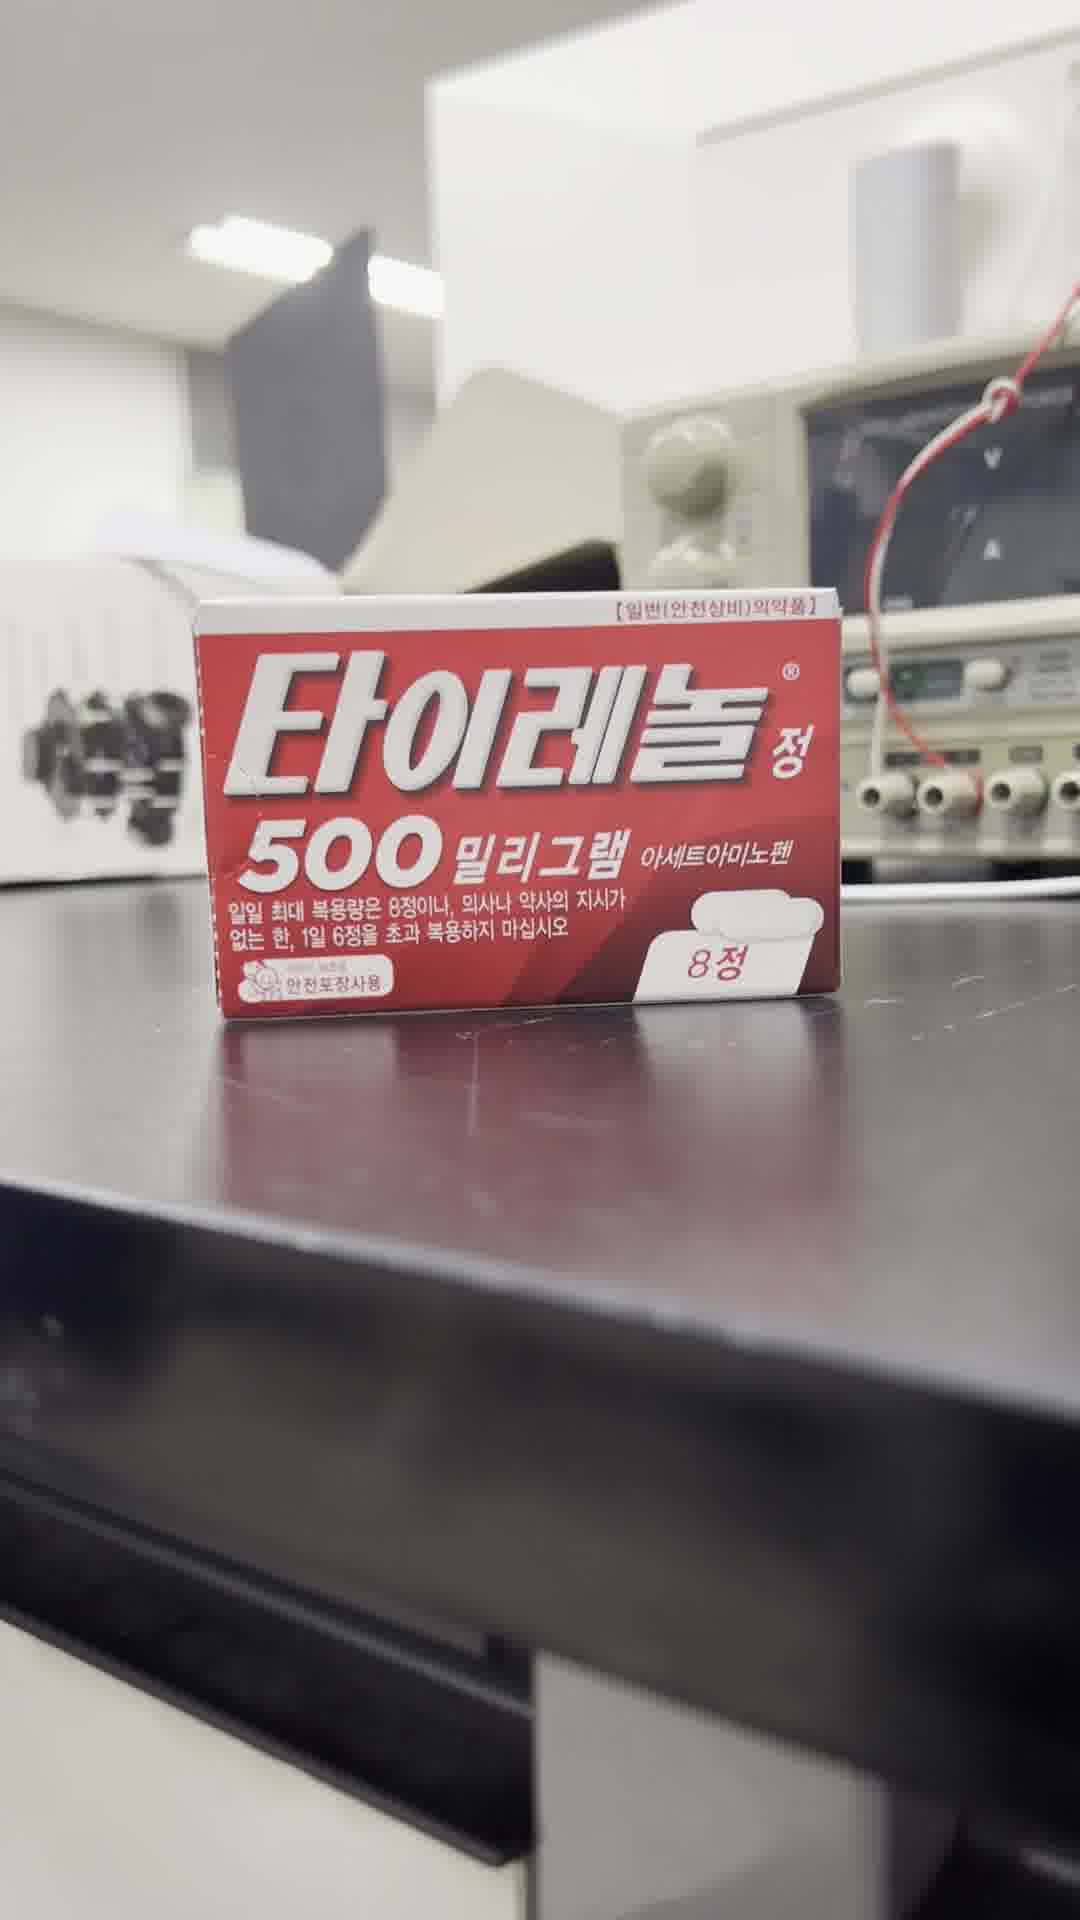 【일반(안전상비)의약품】
타이레놀® 정
500 밀리그램 아세트아미노펜
일일 최대 복용량은 8정이나, 의사나 약사의 지시가
없는 한, 1일 6정을 초과 복용하지 마십시오
안전포장사용
8정
V
A